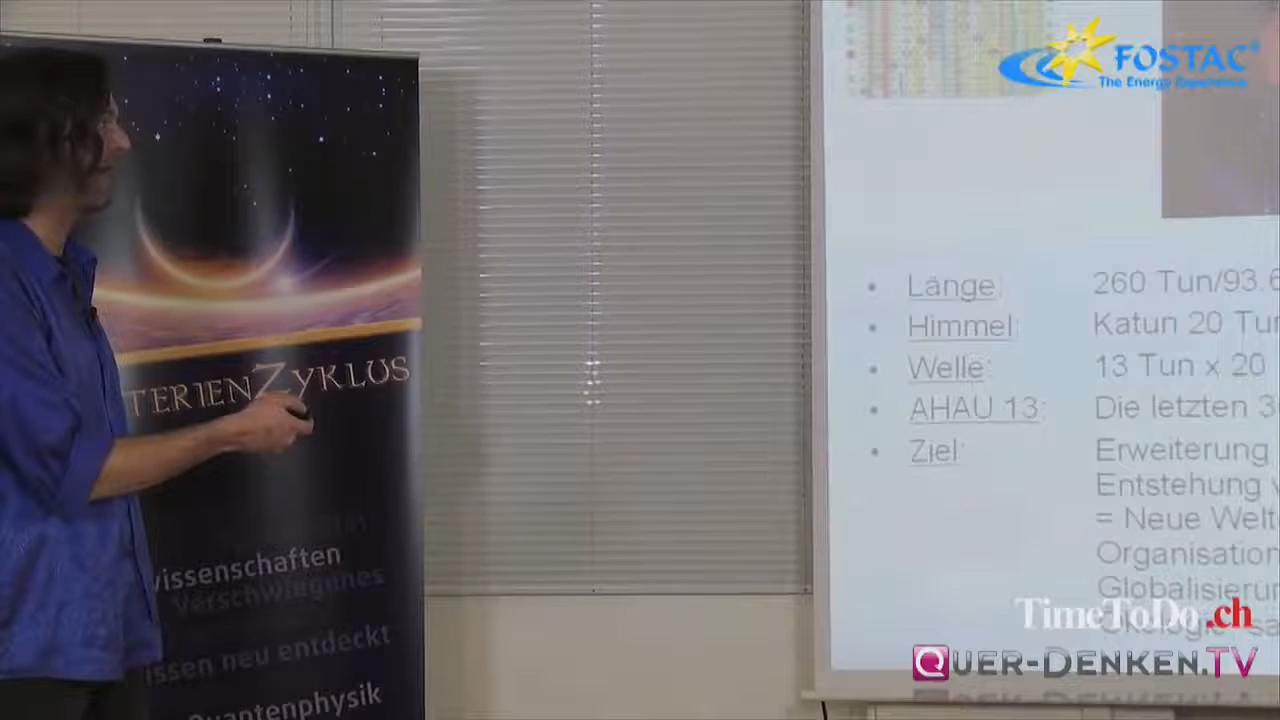 FOSTAC®
The Energy Experience
TERIENZYKLUS
wissenschaften
Verschwiegenes
issen neu entdeckt
Quantenphysik
• Länge: 260 Tun/93.6
• Himmel: Katun 20 Tun
• Welle: 13 Tun x 20
• AHAU 13: Die letzten 3
• Ziel: Erweiterung
Entstehung v
= Neue Welt
Organisation
Globalisierun
Ökologie
TimeToDo.ch
QUER-DENKEN.TV